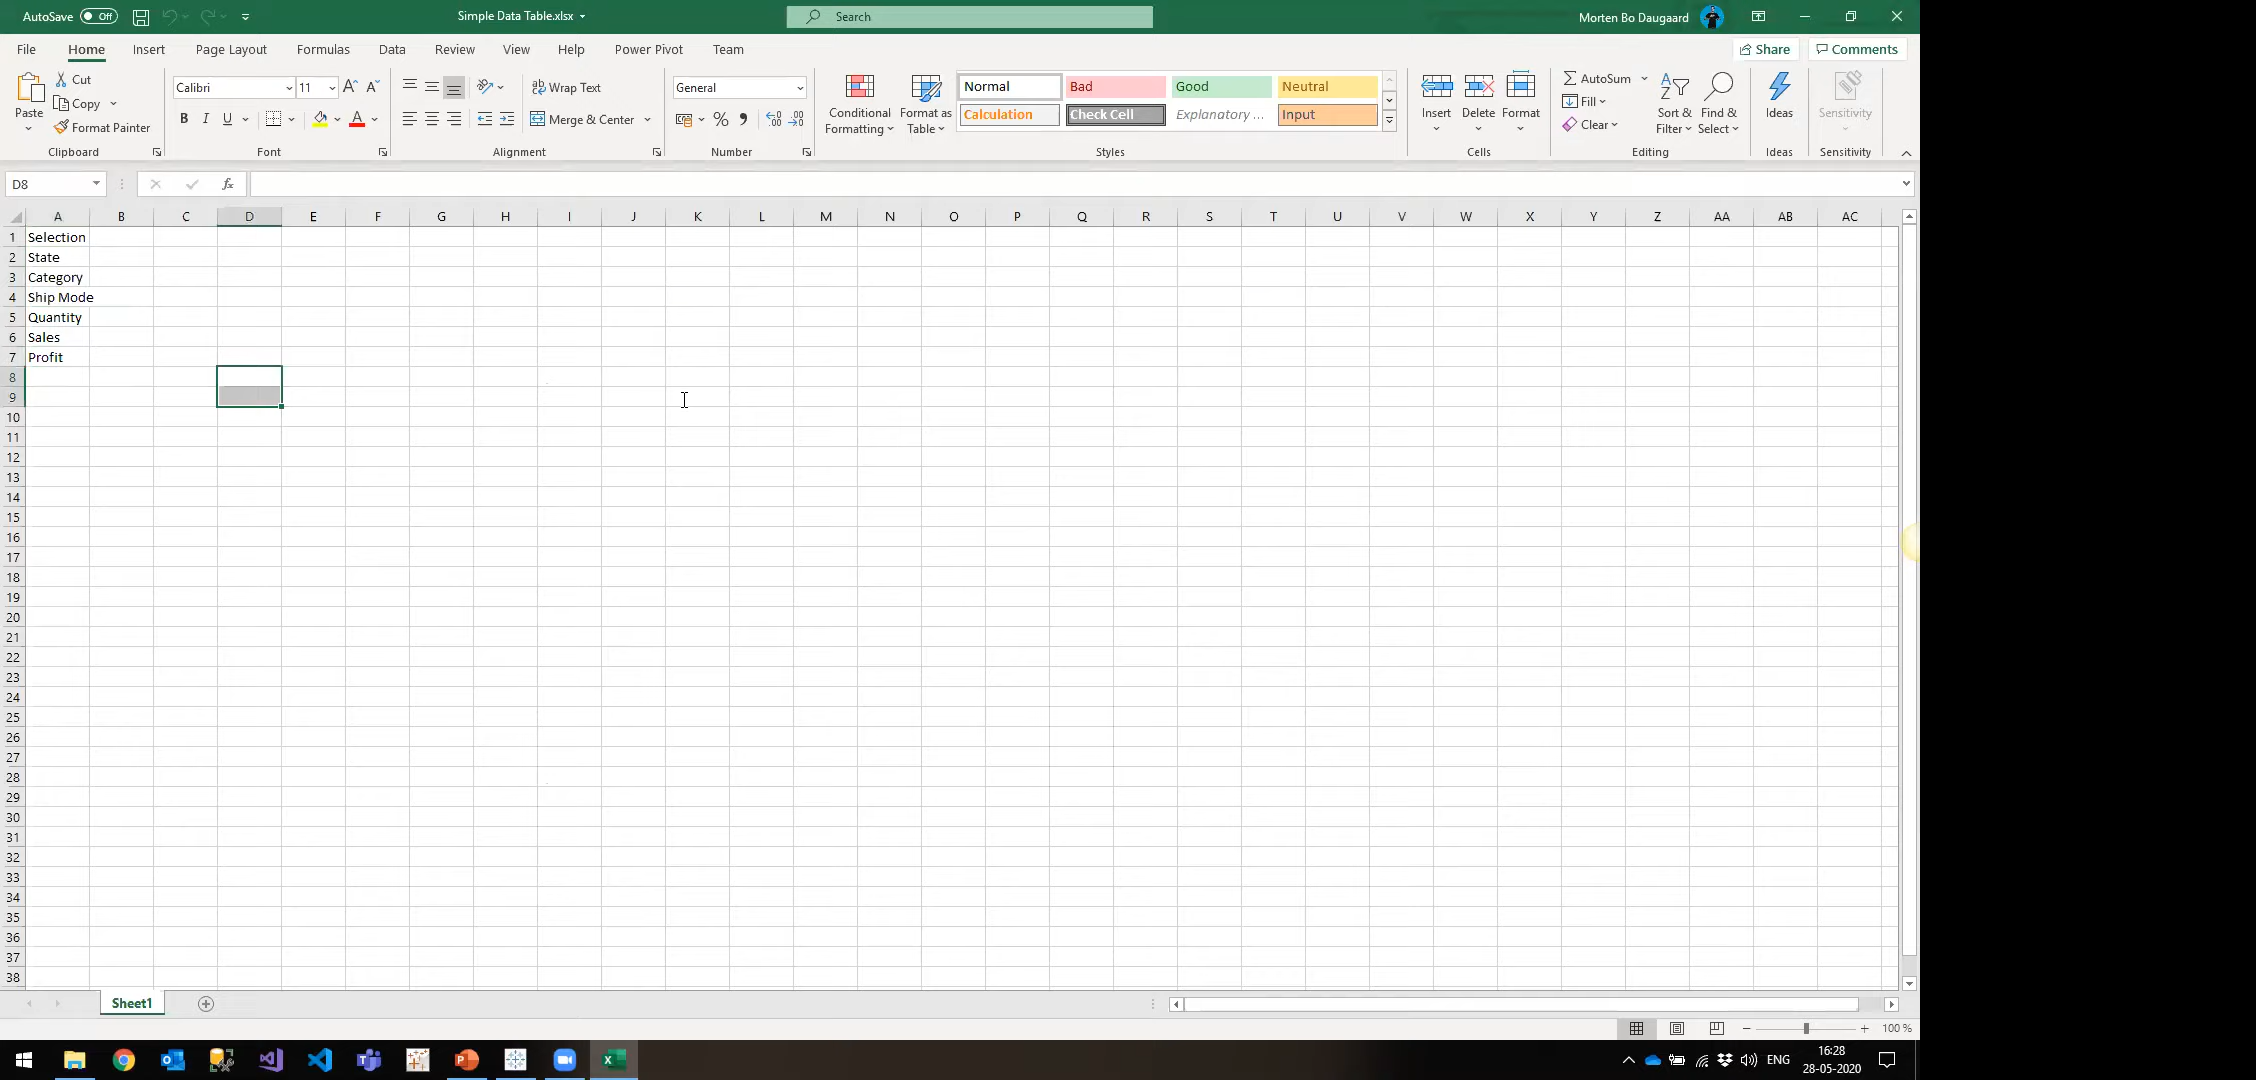 AutoSave Off Simple Data Table.xlsx Search Morten Bo Daugaard
File Home Insert Page Layout Formulas Data Review View Help Power Pivot Team Share Comments
Paste Cut Copy Format Painter Clipboard
Calibri 11 B I U A Font
Wrap Text Merge & Center Alignment
General % Number
Conditional Formatting Format as Table
Normal Bad Good Neutral
Calculation Check Cell Explanatory ... Input
Styles
Insert Delete Format Cells
AutoSum Fill Clear Sort & Filter Find & Select Editing
Ideas Ideas
Sensitivity Sensitivity
D8 fx
A B C D E F G H I J K L M N O P Q R S T U V W X Y Z AA AB AC
1 Selection
2 State
3 Category
4 Ship Mode
5 Quantity
6 Sales
7 Profit
8
9
10
11
12
13
14
15
16
17
18
19
20
21
22
23
24
25
26
27
28
29
30
31
32
33
34
35
36
37
38
Sheet1
100 %
ENG 16:28
28-05-2020